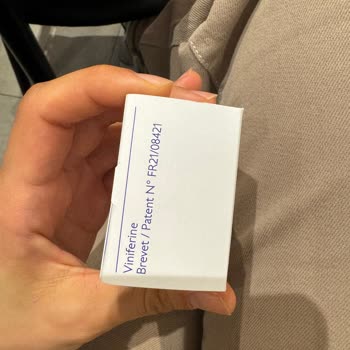 Viniferine
Brevet / Patent N° FR21/08421